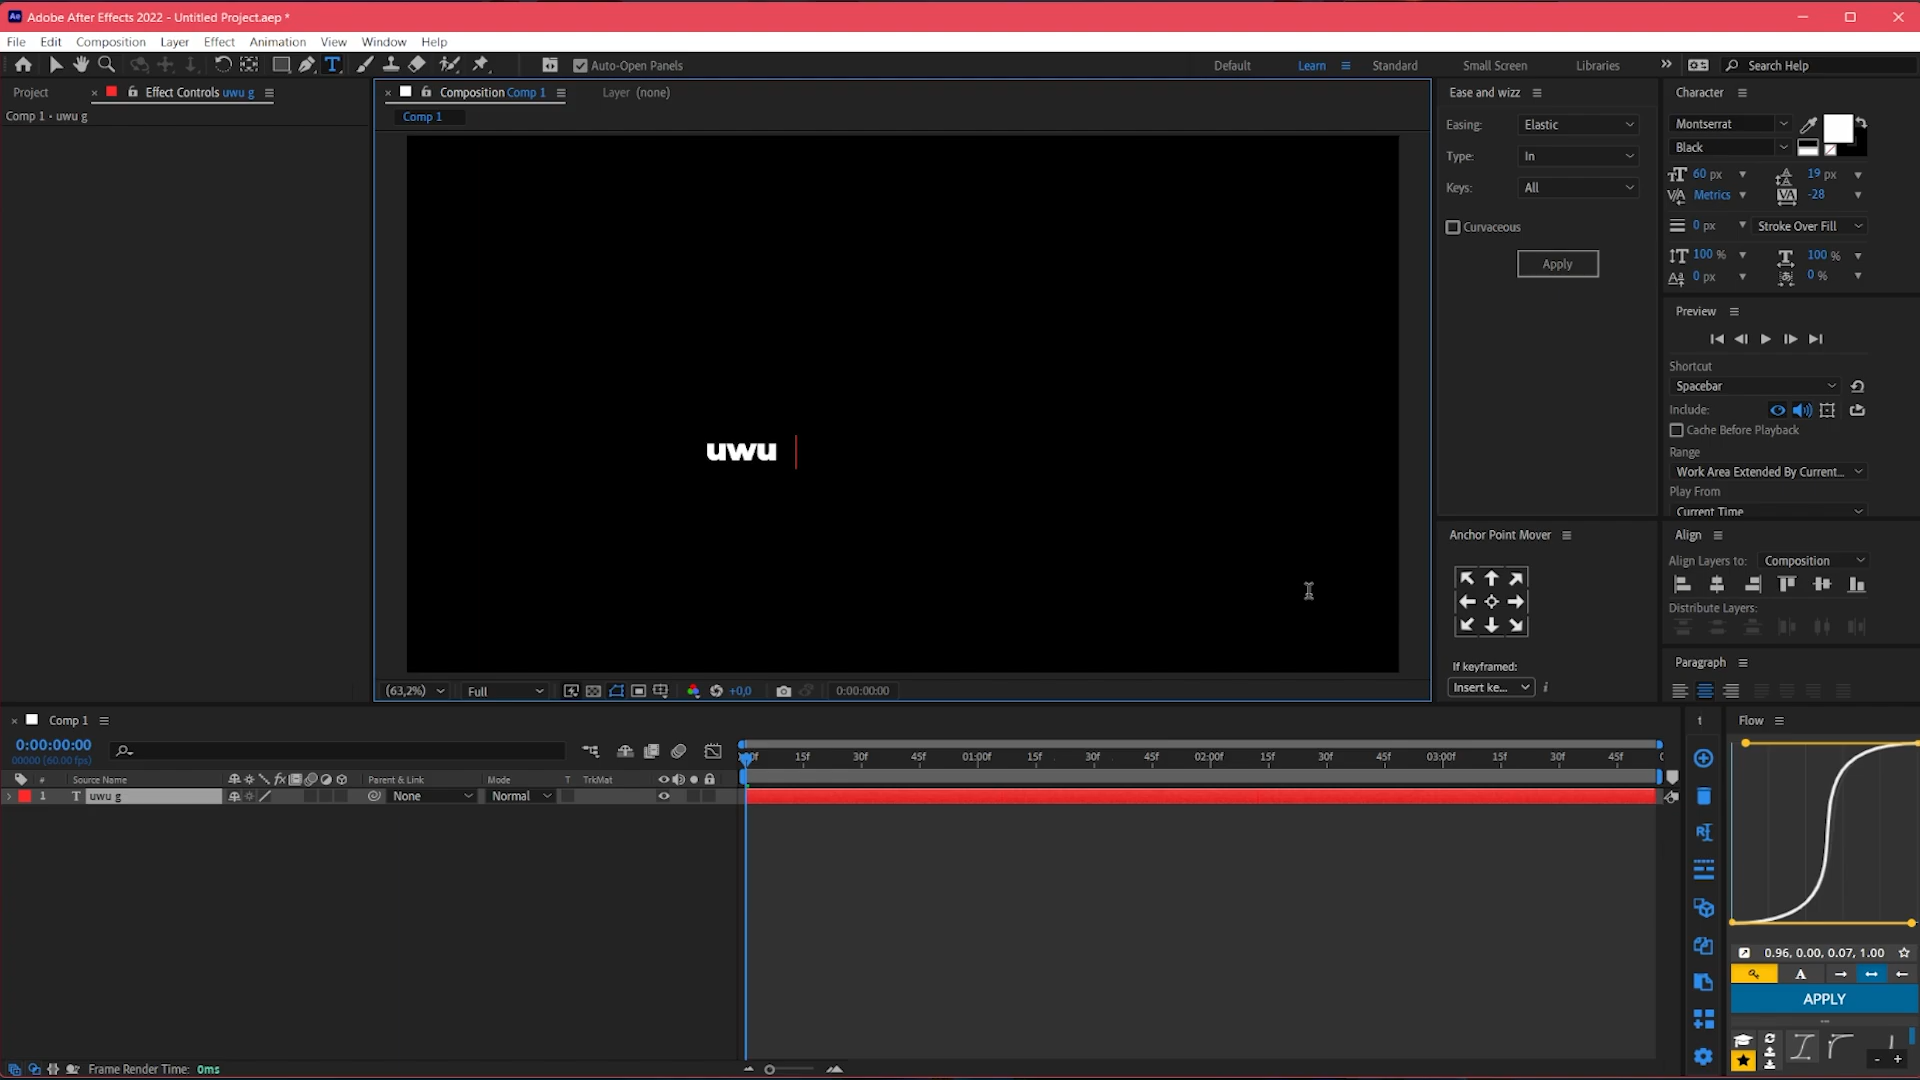 Adobe After Effects 2022 - Untitled Project.aep *
File Edit Composition Layer Effect Animation View Window Help
Auto-Open Panels
Default Learn Standard Small Screen Libraries Search Help
Project
Effect Controls uwu g
Comp 1 • uwu g
Composition Comp 1
Layer (none)
Comp 1
uwu
(63,2%)
Full
+0,0
0:00:00:00
Ease and wizz
Easing: Elastic
Type: In
Keys: All
Curvaceous
Apply
Anchor Point Mover
If keyframed:
Insert ke...
Character
Montserrat
Black
60 px
19 px
Metrics
-28
0 px
Stroke Over Fill
100 %
100 %
0 px
0 %
Preview
Shortcut
Spacebar
Include:
Cache Before Playback
Range
Work Area Extended By Current...
Play From
Current Time
Align
Align Layers to: Composition
Distribute Layers:
Paragraph
Comp 1
0:00:00:00
00000 (60.00 fps)
# Source Name
Parent & Link
Mode
T TrkMat
1 T uwu g
None
Normal
15f 30f 45f 01:00f 15f 30f 45f 02:00f 15f 30f 45f 03:00f 15f 30f 45f
Frame Render Time: 0ms
t
Flow
0.96, 0.00, 0.07, 1.00
A
APPLY